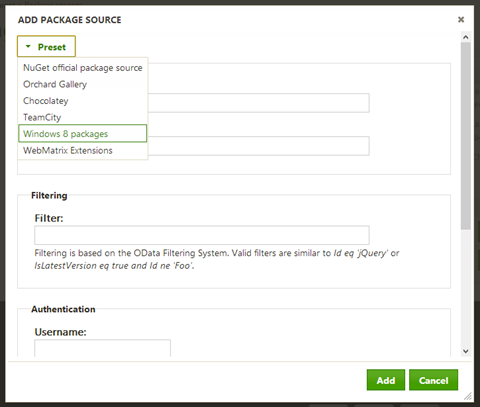 ADD PACKAGE SOURCE
Preset
NuGet official package source
Orchard Gallery
Chocolatey
TeamCity
Windows 8 packages
WebMatrix Extensions
Filtering
Filter:
Filtering is based on the OData Filtering System. Valid filters are similar to Id eq 'jQuery' or
IsLatestVersion eq true and Id ne 'Foo'.
Authentication
Username:
Add
Cancel